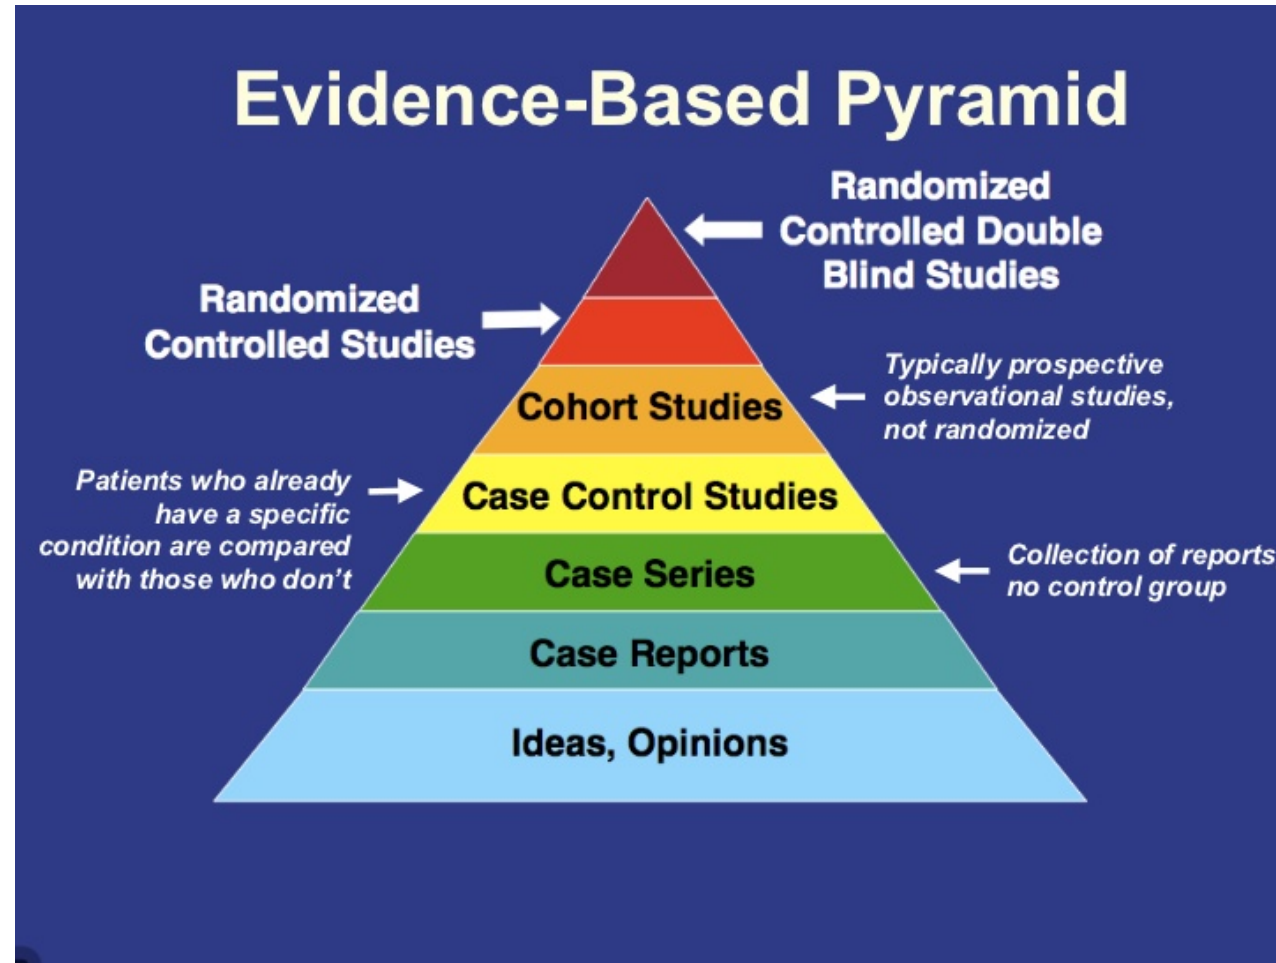 Evidence-Based Pyramid
Randomized
Controlled Double
Blind Studies
Randomized
Controlled Studies
Typically prospective
observational studies,
not randomized
Cohort Studies
Patients who already
have a specific
condition are compared
with those who don't
Case Control Studies
Case Series
Collection of reports
no control group
Case Reports
Ideas, Opinions